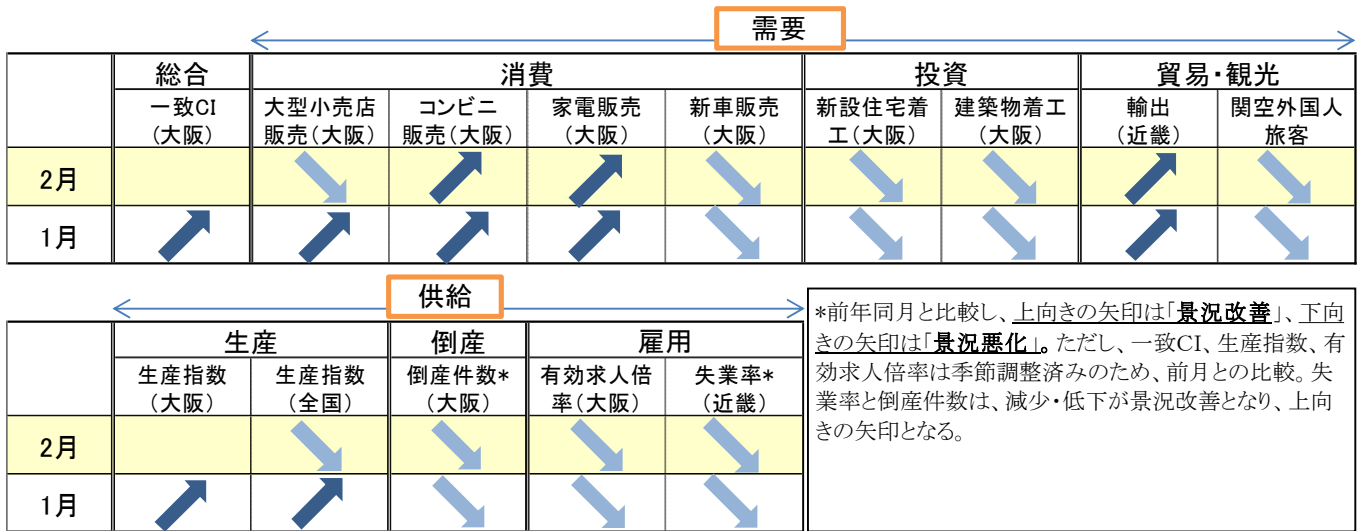 需要
総合 消費 投資 貿易・観光
一致CI 大型小売店 コンビニ 家電販売 新車販売 新設住宅着 建築物着工 輸出 関空外国人
(大阪) 販売(大阪) 販売(大阪) (大阪) (大阪) 工(大阪) (大阪) (近畿) 旅客
2月
1月
供給
生産 倒産 雇用
生産指数 生産指数 倒産件数* 有効求人倍 失業率*
(大阪) (全国) (大阪) 率(大阪) (近畿)
2月
1月
*前年同月と比較し、上向きの矢印は「景況改善」、下向
きの矢印は「景況悪化」。ただし、一致CI、生産指数、有
効求人倍率は季節調整済みのため、前月との比較。失
業率と倒産件数は、減少・低下が景況改善となり、上向
きの矢印となる。